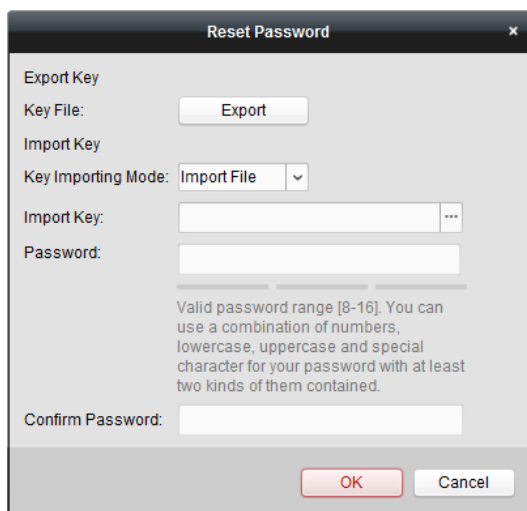 Reset Password ×
Export Key
Key File: Export
Import Key
Key Importing Mode: Import File
Import Key: ...
Password:
Valid password range [8-16]. You can
use a combination of numbers,
lowercase, uppercase and special
character for your password with at least
two kinds of them contained.
Confirm Password:
OK Cancel